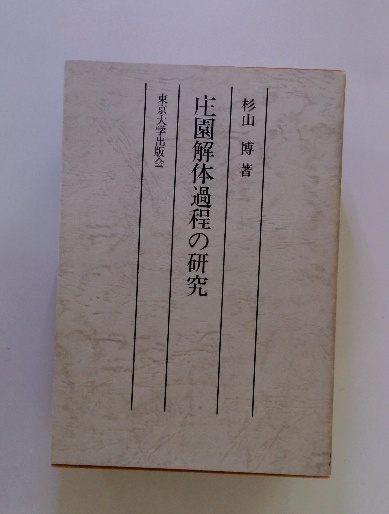 杉山 博 著
庄園解体過程の研究
東京大学出版会